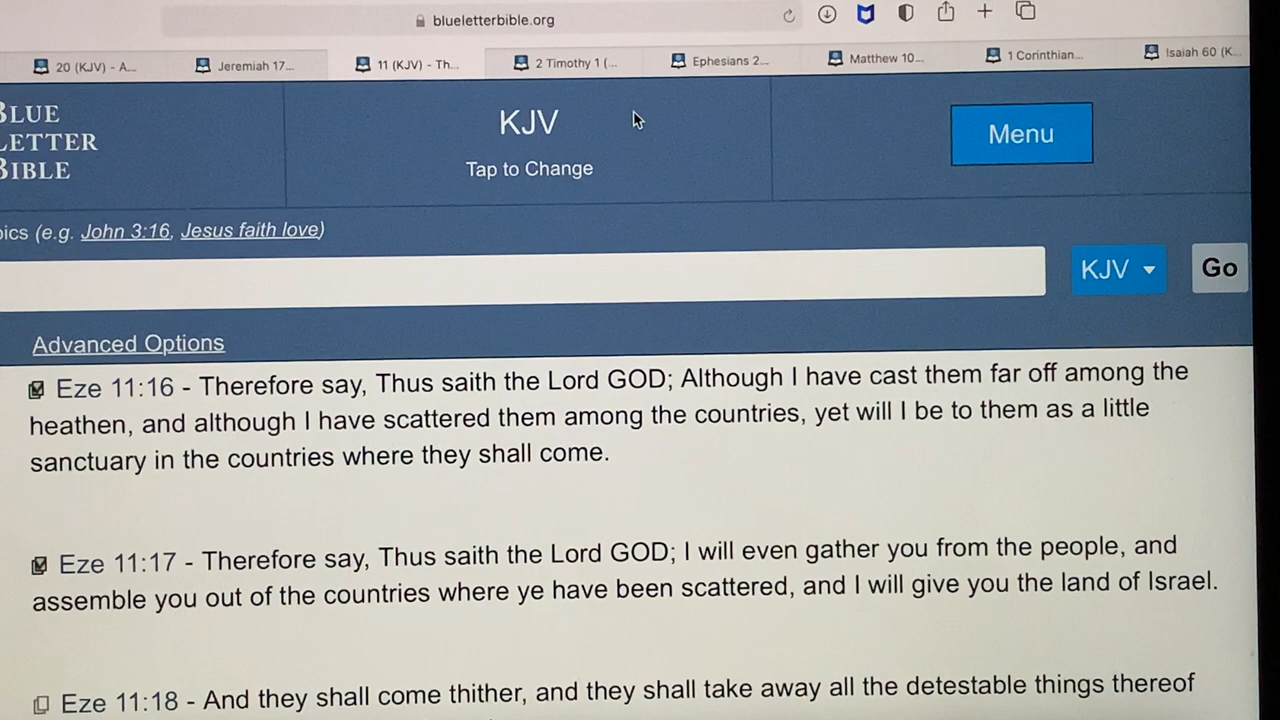 blueletterbible.org
20 (KJV) - A...
Jeremiah 17...
11 (KJV) - Th...
2 Timothy 1 (...
Ephesians 2...
Matthew 10...
1 Corinthian...
Isaiah 60 (K...
BLUE
LETTER
BIBLE
KJV
Tap to Change
Menu
pics (e.g. John 3:16, Jesus faith love)
KJV
Go
Advanced Options
Eze 11:16 - Therefore say, Thus saith the Lord GOD; Although I have cast them far off among the
heathen, and although I have scattered them among the countries, yet will I be to them as a little
sanctuary in the countries where they shall come.
Eze 11:17 - Therefore say, Thus saith the Lord GOD; I will even gather you from the people, and
assemble you out of the countries where ye have been scattered, and I will give you the land of Israel.
Eze 11:18 - And they shall come thither, and they shall take away all the detestable things thereof